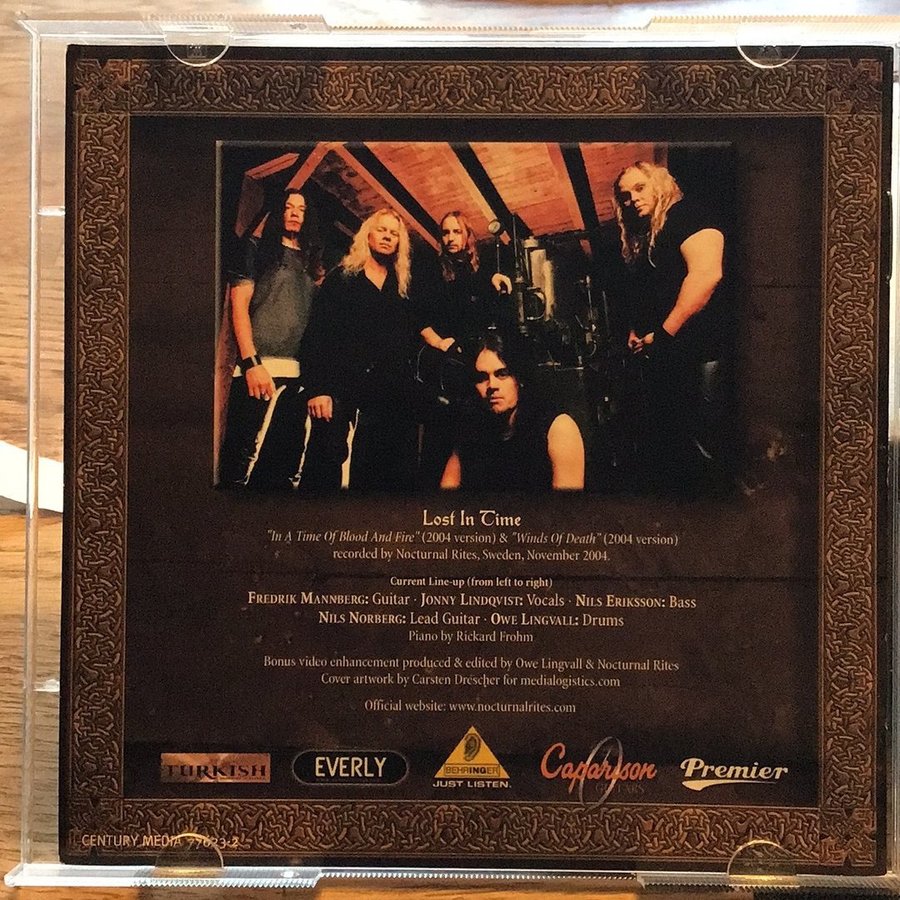 Lost In Time
"In A Time Of Blood And Fire" (2004 version) & "Winds Of Death" (2004 version)
recorded by Nocturnal Rites, Sweden, November 2004.
Current Line-up (from left to right)
FREDRIK MANNBERG: Guitar · JONNY LINDQVIST: Vocals · NILS ERIKSSON: Bass
NILS NORBERG: Lead Guitar · OWE LINGVALL: Drums
Piano by Rickard Frohm
Bonus video enhancement produced & edited by Owe Lingvall & Nocturnal Rites
Cover artwork by Carsten Drescher for medialogistics.com
Official website: www.nocturnalrites.com
TURKISH
EVERLY
BEHRINGER
JUST LISTEN.
Caparison
GUITARS
Premier
CENTURY MEDIA 77623-2